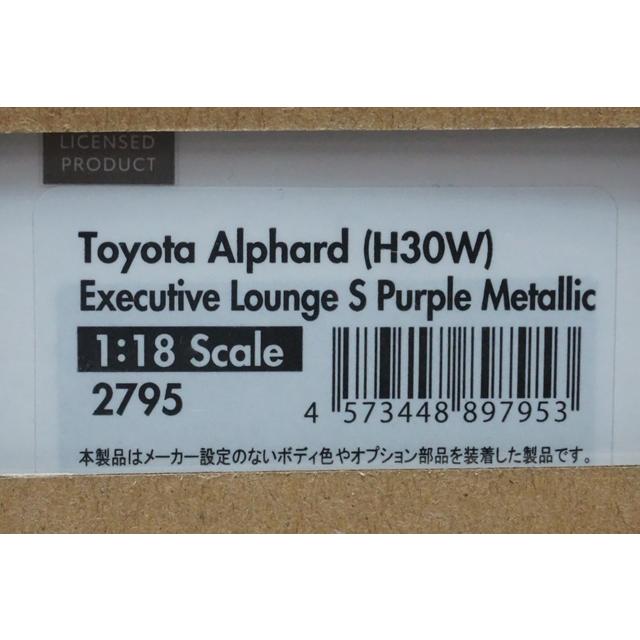 LICENSED
PRODUCT
Toyota Alphard (H30W)
Executive Lounge S Purple Metallic
1:18 Scale
2795
4 573448 897953
本製品はメーカー設定のないボディ色やオプション部品を装着した製品です。